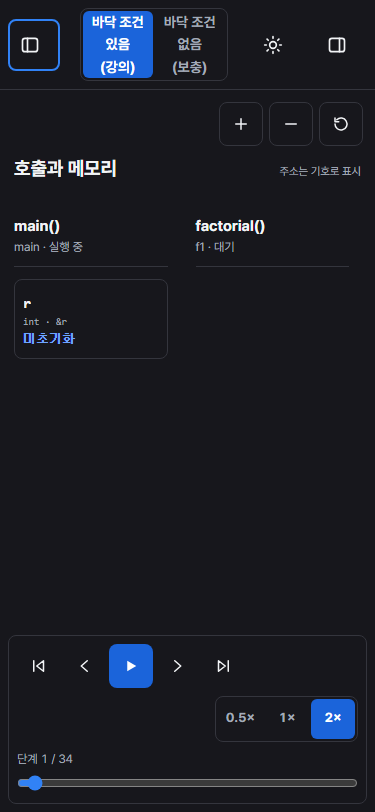 바닥 조건
있음
(강의)
바닥 조건
없음
(보충)
호출과 메모리
주소는 기호로 표시
main()
main · 실행 중
factorial()
f1 · 대기
r
int · &r
미초기화
0.5×
1×
2×
단계 1 / 34